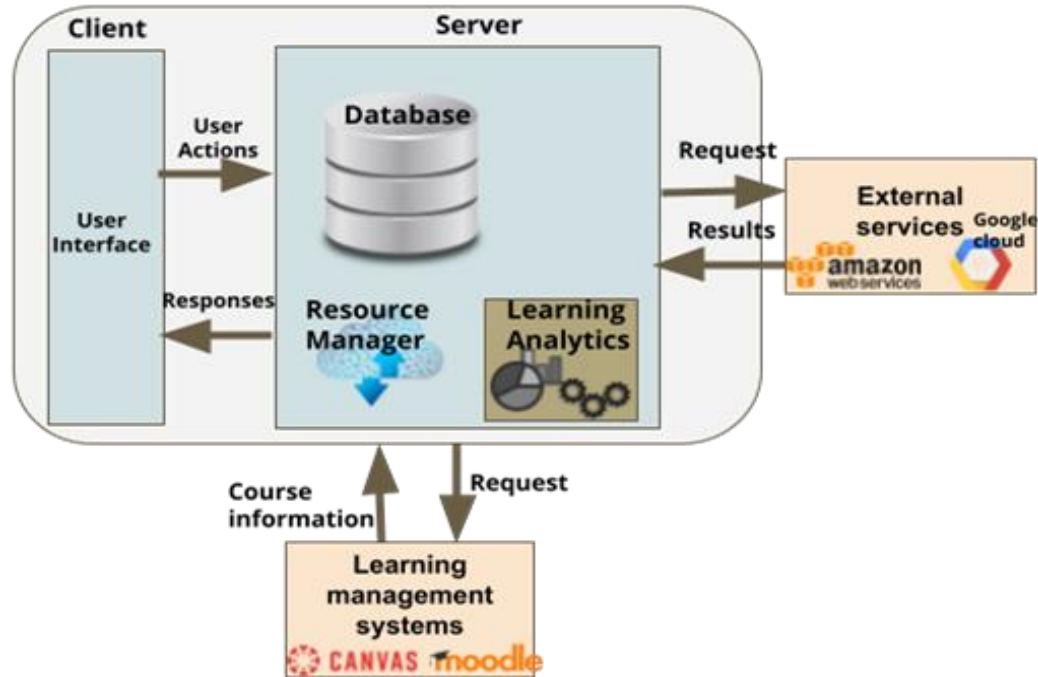 Client
Server
Database
User
Actions
User
Interface
Responses
Resource
Manager
Learning
Analytics
Request
Results
External
services
Google
cloud
amazon
webservices
Course
information
Request
Learning
management
systems
CANVAS
moodle